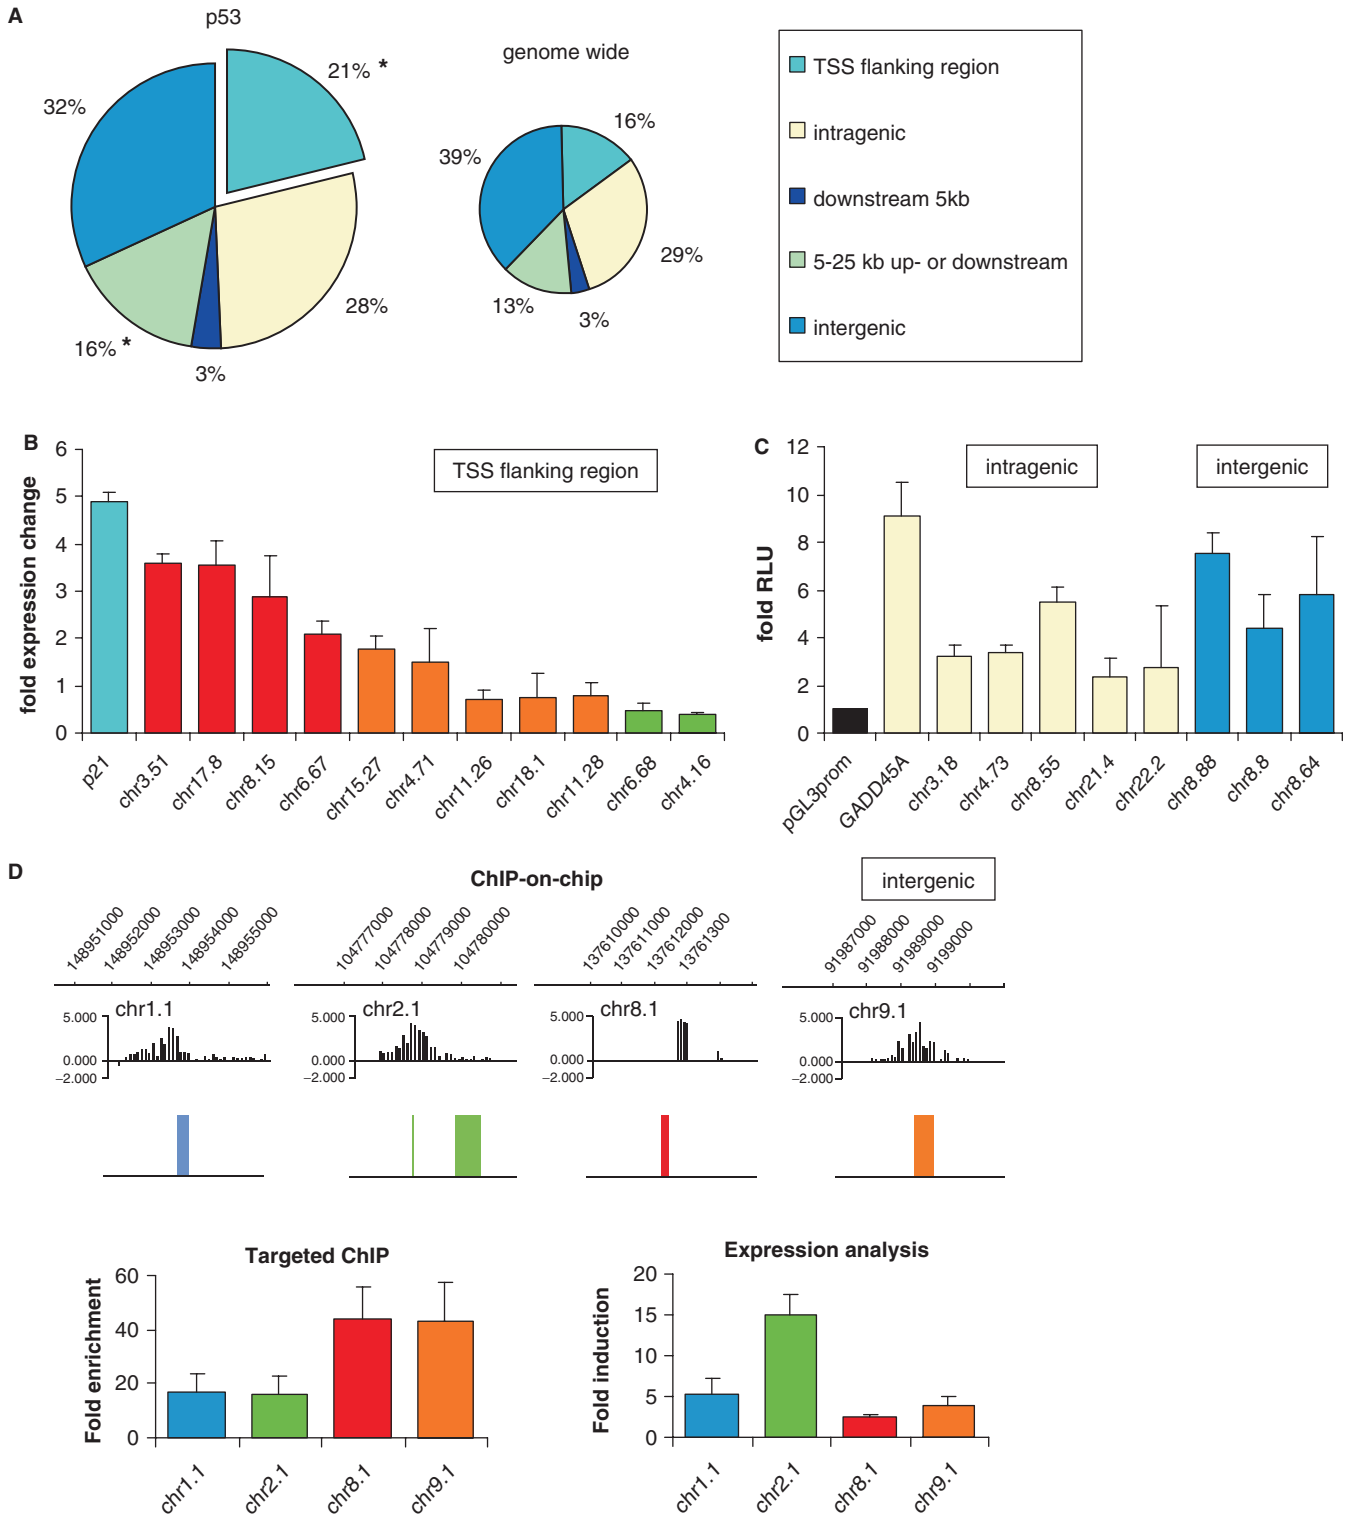 A
p53
genome wide
21% *
32%
28%
16% *
3%
16%
39%
29%
13%
3%
TSS flanking region
intragenic
downstream 5kb
5-25 kb up- or downstream
intergenic
B
fold expression change
6
5
4
3
2
1
0
TSS flanking region
p21
chr3.51
chr17.8
chr8.15
chr6.67
chr15.27
chr4.71
chr11.26
chr18.1
chr11.28
chr6.68
chr4.16
C
fold RLU
12
10
8
6
4
2
0
intragenic
intergenic
pGL3prom
GADD45A
chr3.18
chr4.73
chr8.55
chr21.4
chr22.2
chr8.88
chr8.8
chr8.64
D
ChIP-on-chip
intergenic
148951000
148952000
148953000
148954000
148955000
104777000
104778000
104779000
104780000
137610000
137611000
137612000
13761300
91987000
91988000
91989000
9199000
chr1.1
5.000
0.000
−2.000
chr2.1
5.000
0.000
−2.000
chr8.1
5.000
0.000
−2.000
chr9.1
5.000
0.000
−2.000
Targeted ChIP
Fold enrichment
60
40
20
0
chr1.1
chr2.1
chr8.1
chr9.1
Expression analysis
Fold induction
20
15
10
5
0
chr1.1
chr2.1
chr8.1
chr9.1